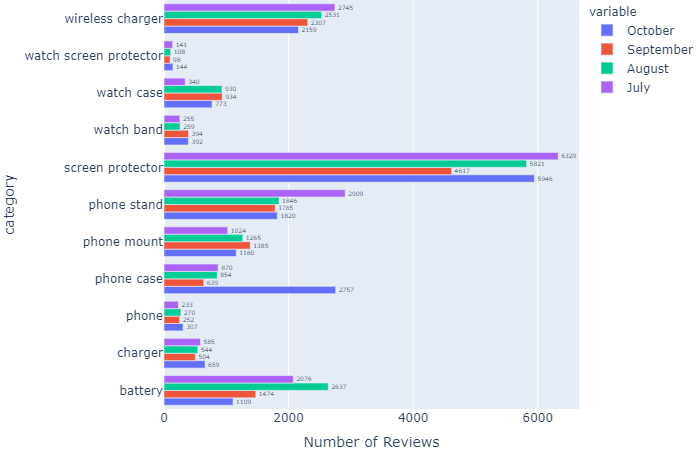 variable
October
September
August
July
wireless charger
2745
2531
2307
2159
watch screen protector
141
108
98
144
watch case
340
930
934
773
watch band
255
259
394
392
screen protector
6329
5821
4617
5946
phone stand
2909
1846
1785
1820
phone mount
1024
1265
1385
1160
phone case
870
854
639
2757
phone
233
270
252
307
charger
585
544
504
659
battery
2076
2637
1474
1109
category
0 2000 4000 6000
Number of Reviews